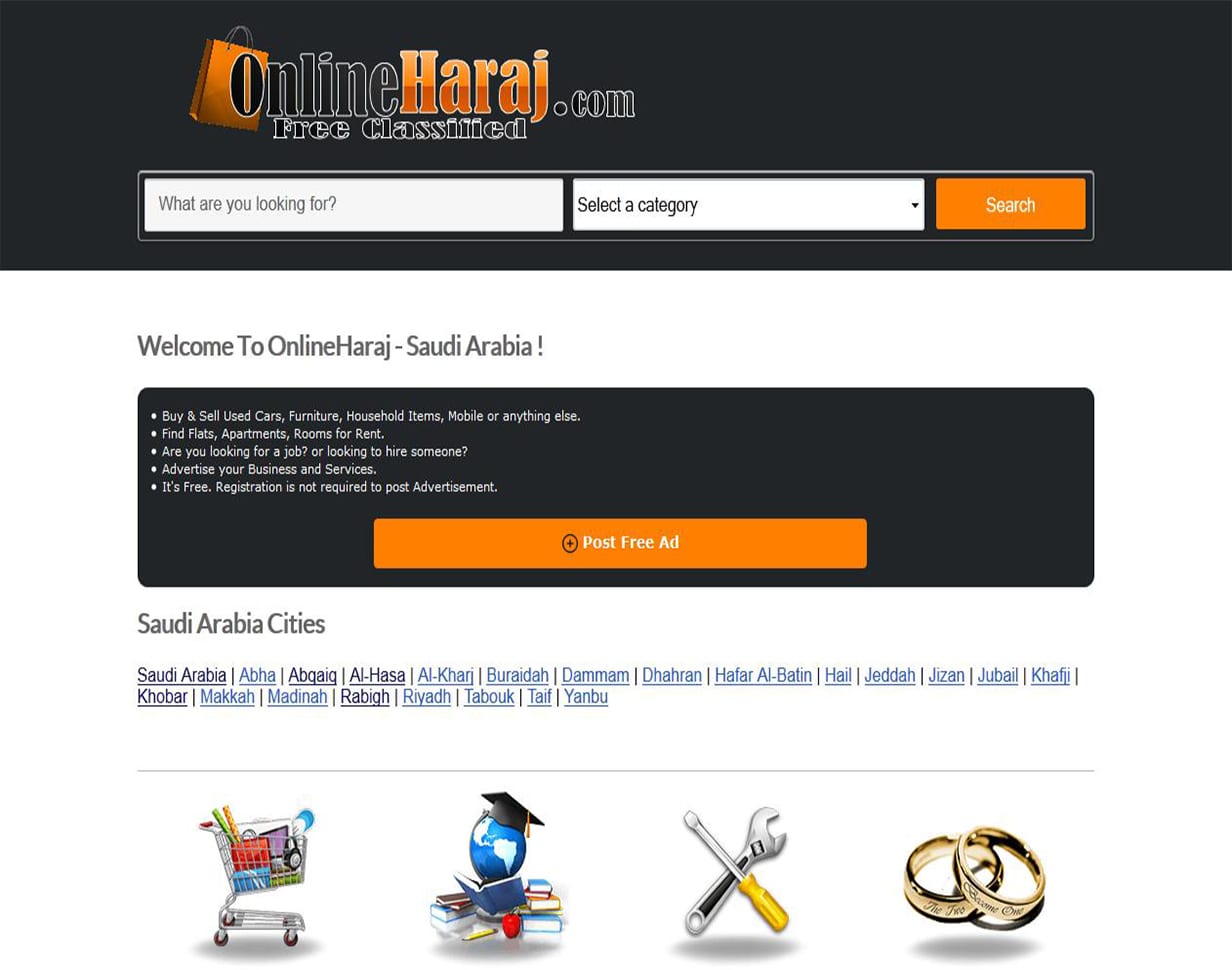 OnlineHaraj.com
Free Classified
What are you looking for? Select a category Search
Welcome To OnlineHaraj - Saudi Arabia !
• Buy & Sell Used Cars, Furniture, Household Items, Mobile or anything else.
• Find Flats, Apartments, Rooms for Rent.
• Are you looking for a job? or looking to hire someone?
• Advertise your Business and Services.
• It's Free. Registration is not required to post Advertisement.
Post Free Ad
Saudi Arabia Cities
Saudi Arabia | Abha | Abqaiq | Al-Hasa | Al-Kharj | Buraidah | Dammam | Dhahran | Hafar Al-Batin | Hail | Jeddah | Jizan | Jubail | Khafji |
Khobar | Makkah | Madinah | Rabigh | Riyadh | Tabouk | Taif | Yanbu
The Two Become One